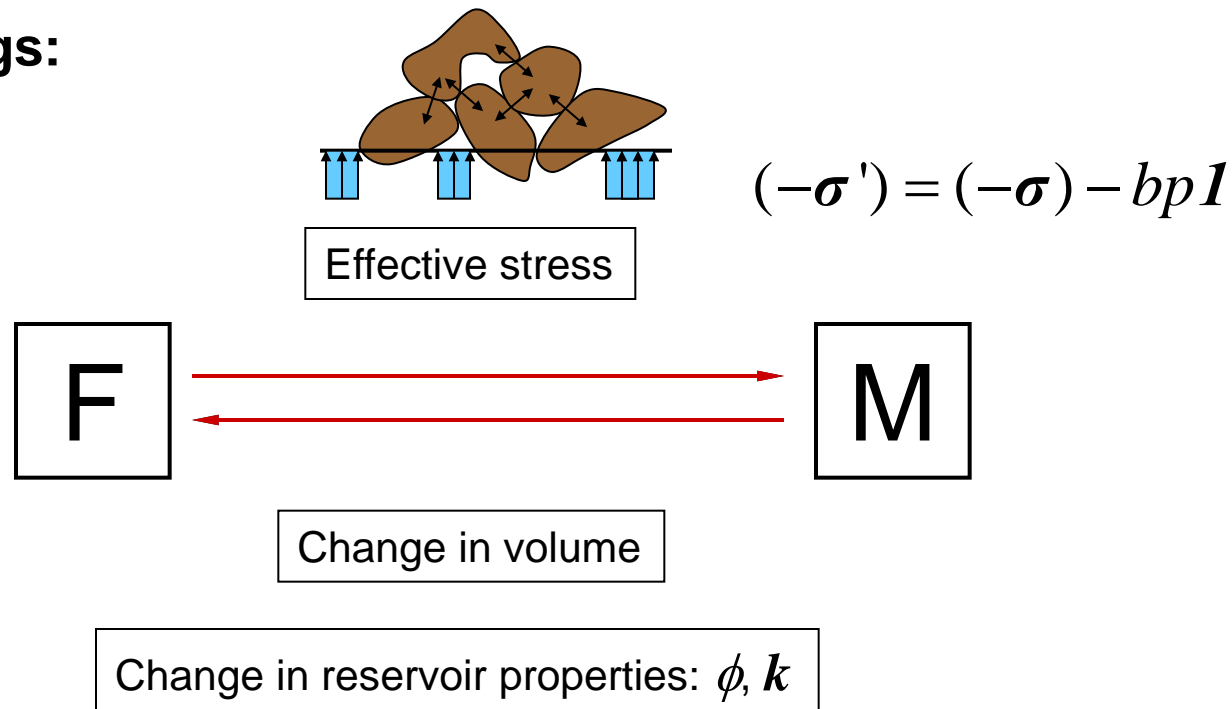 gs:
(−σ') = (−σ) − bp1
Effective stress
F
M
Change in volume
Change in reservoir properties: ϕ, k